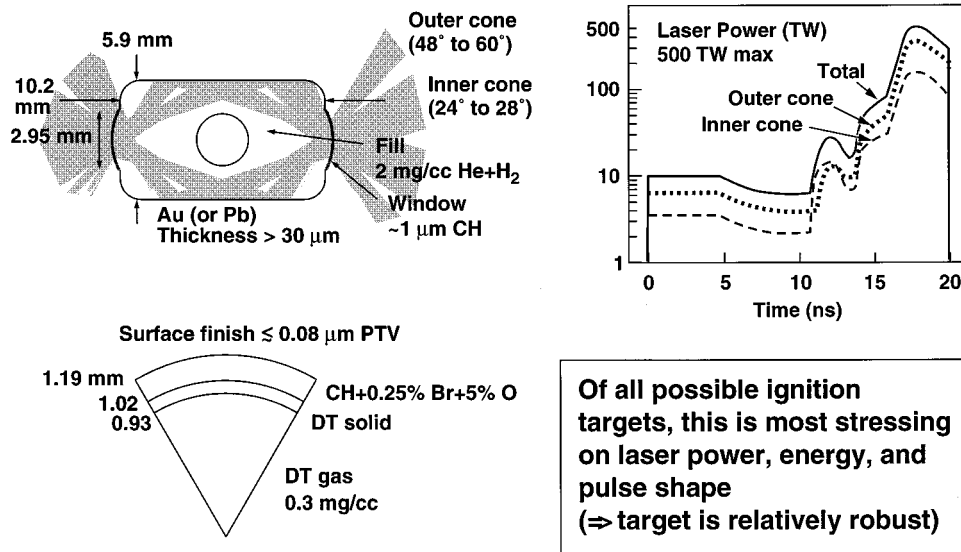 5.9 mm
Outer cone
(48° to 60°)
10.2
mm
Inner cone
(24° to 28°)
2.95 mm
Fill
2 mg/cc He+H₂
Window
~1 μm CH
Au (or Pb)
Thickness > 30 μm
Laser Power (TW)
500 TW max
500
100
10
1
Total
Outer cone
Inner cone
0
5
10
15
20
Time (ns)
Surface finish ≲ 0.08 μm PTV
1.19 mm
1.02
0.93
CH+0.25% Br+5% O
DT solid
DT gas
0.3 mg/cc
Of all possible ignition
targets, this is most stressing
on laser power, energy, and
pulse shape
(⇒ target is relatively robust)